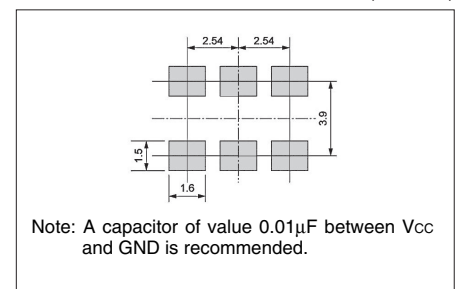 2.54 2.54
3.9
1.5
1.6
Note: A capacitor of value 0.01μF between Vcc
and GND is recommended.